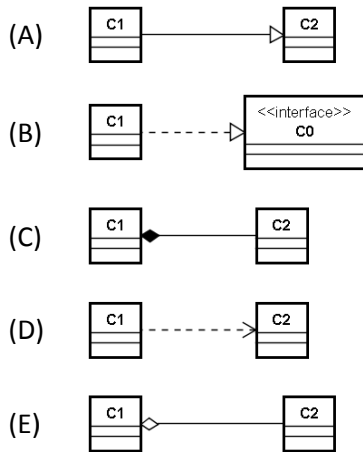 (A) C1 C2
(B) C1 <<interface>>
C0
(C) C1 C2
(D) C1 C2
(E) C1 C2